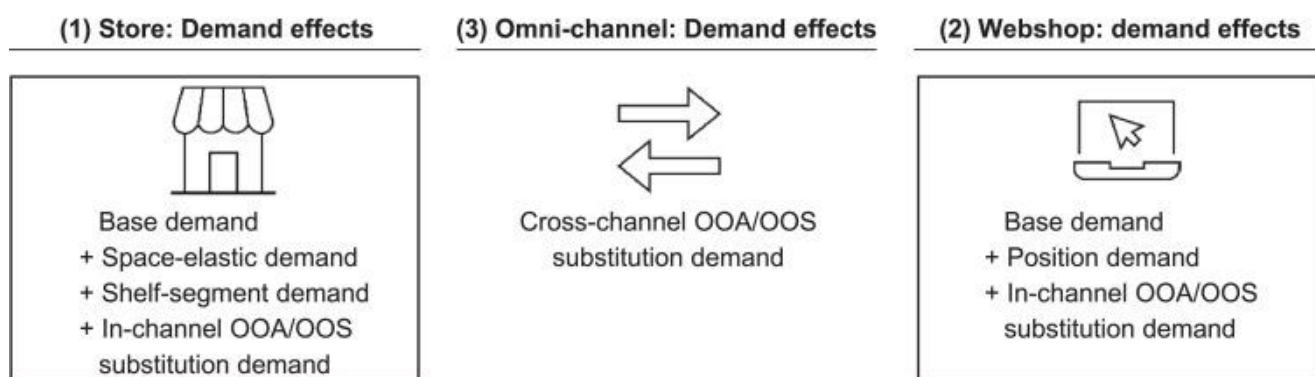 (1) Store: Demand effects
Base demand
+ Space-elastic demand
+ Shelf-segment demand
+ In-channel OOA/OOS
substitution demand
(3) Omni-channel: Demand effects
Cross-channel OOA/OOS
substitution demand
(2) Webshop: demand effects
Base demand
+ Position demand
+ In-channel OOA/OOS
substitution demand